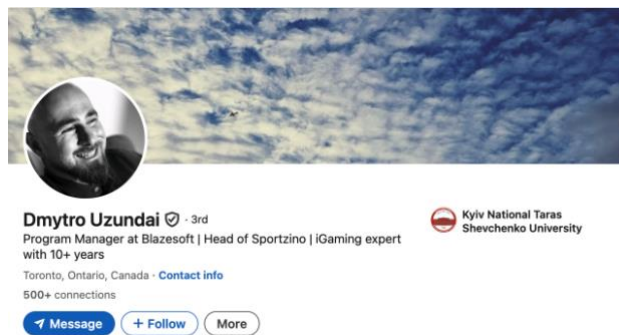 Dmytro Uzundai · 3rd
Program Manager at Blazesoft | Head of Sportzino | iGaming expert
with 10+ years
Toronto, Ontario, Canada · Contact info
500+ connections
Message
+ Follow
More
Kyiv National Taras
Shevchenko University